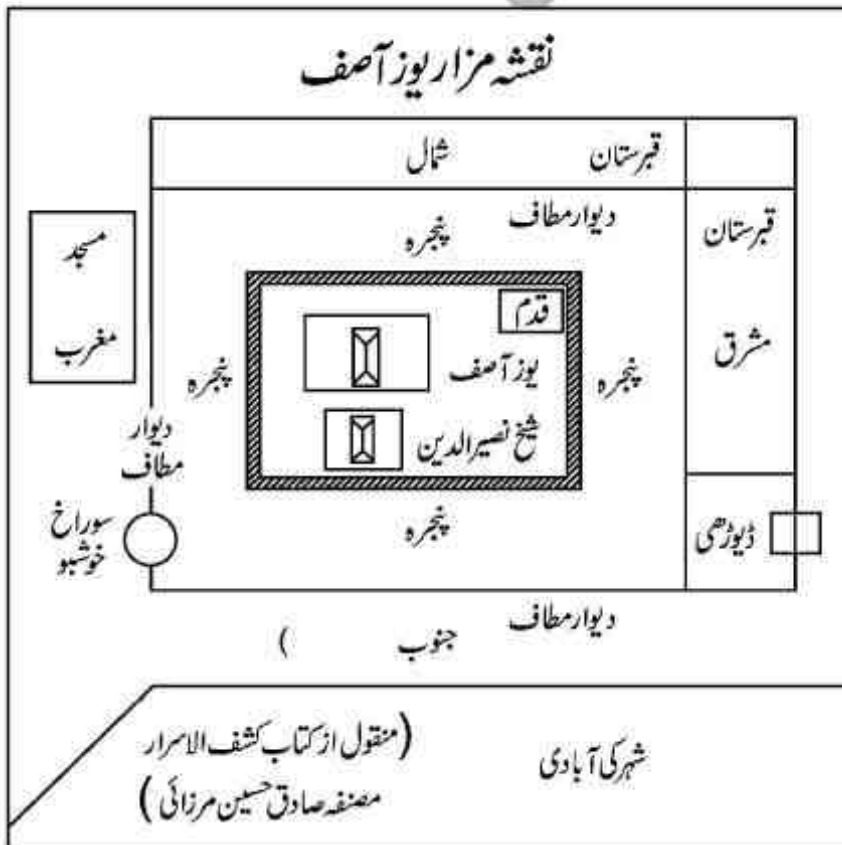 نقشہ مزار یوز آصف
قبرستان شمال
دیوار مطاف
پنجرہ
قبرستان
مشرق
مسجد
مغرب
قدم
یوز آصف
شیخ نصیرالدین
پنجرہ
پنجرہ
دیوار
مطاف
سوراخ
خوشبو
پنجرہ
ڈیوڑھی
دیوار مطاف
جنوب (
شہر کی آبادی
(منقول از کتاب کشف الاسرار
مصنفہ صادق حسین مرزائی)